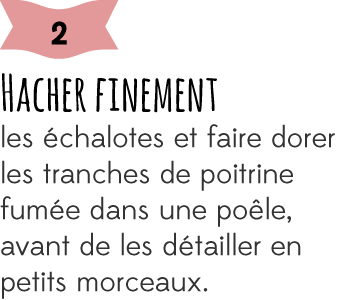 2
HACHER FINEMENT
les échalotes et faire dorer
les tranches de poitrine
fumée dans une poêle,
avant de les détailler en
petits morceaux.